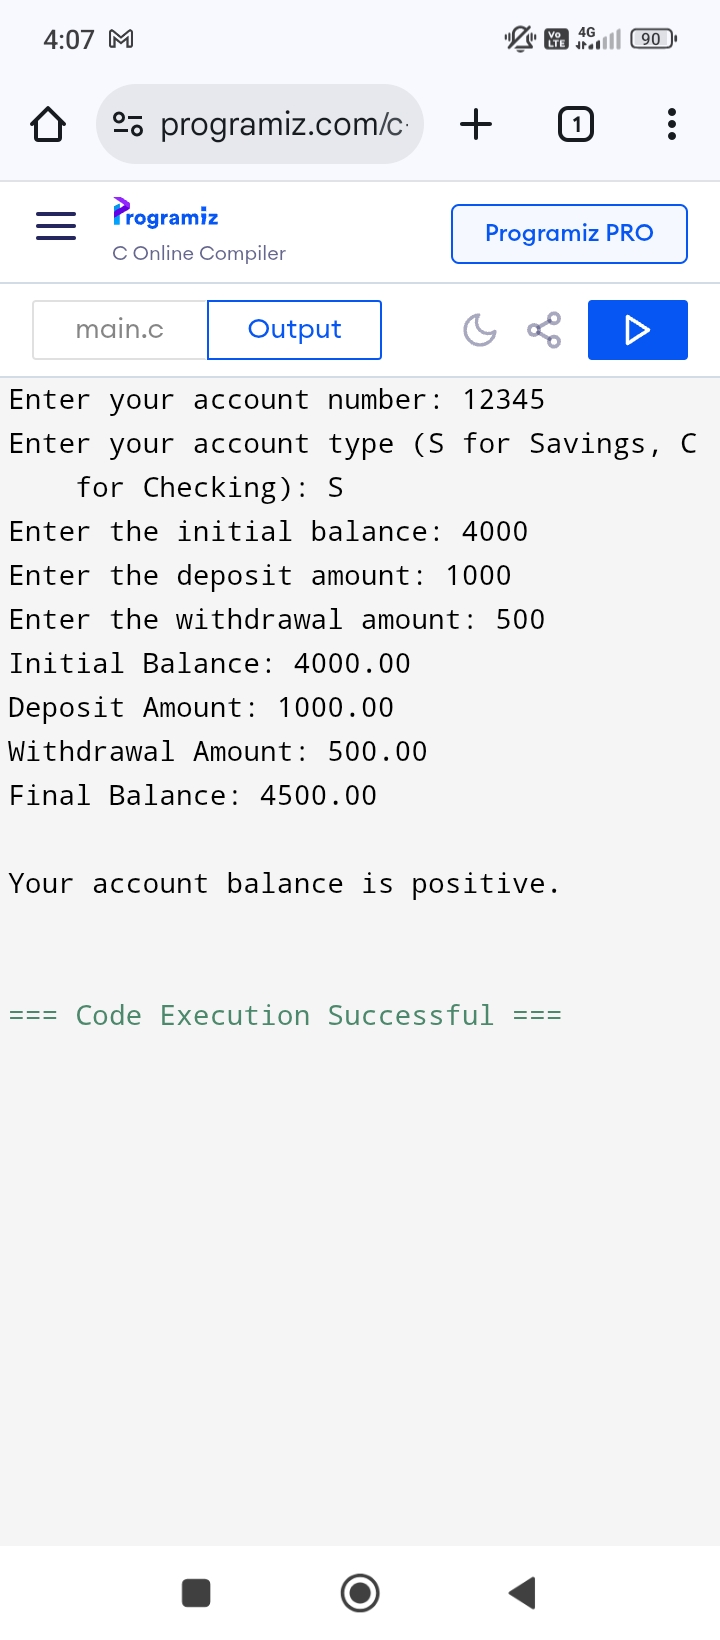 4:07
Vo LTE 4G 90
programiz.com/c
1
Programiz
C Online Compiler
Programiz PRO
main.c
Output
Enter your account number: 12345
Enter your account type (S for Savings, C
for Checking): S
Enter the initial balance: 4000
Enter the deposit amount: 1000
Enter the withdrawal amount: 500
Initial Balance: 4000.00
Deposit Amount: 1000.00
Withdrawal Amount: 500.00
Final Balance: 4500.00
Your account balance is positive.
=== Code Execution Successful ===